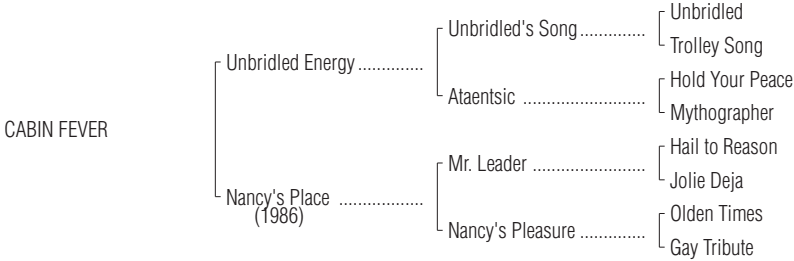 Unbridled
Unbridled's Song..............
Trolley Song
Unbridled Energy ..............
Hold Your Peace
Ataentsic ..........................
Mythographer
CABIN FEVER
Hail to Reason
Mr. Leader ........................
Jolie Deja
Nancy's Place ..................
(1986)
Olden Times
Nancy's Pleasure ..............
Gay Tribute